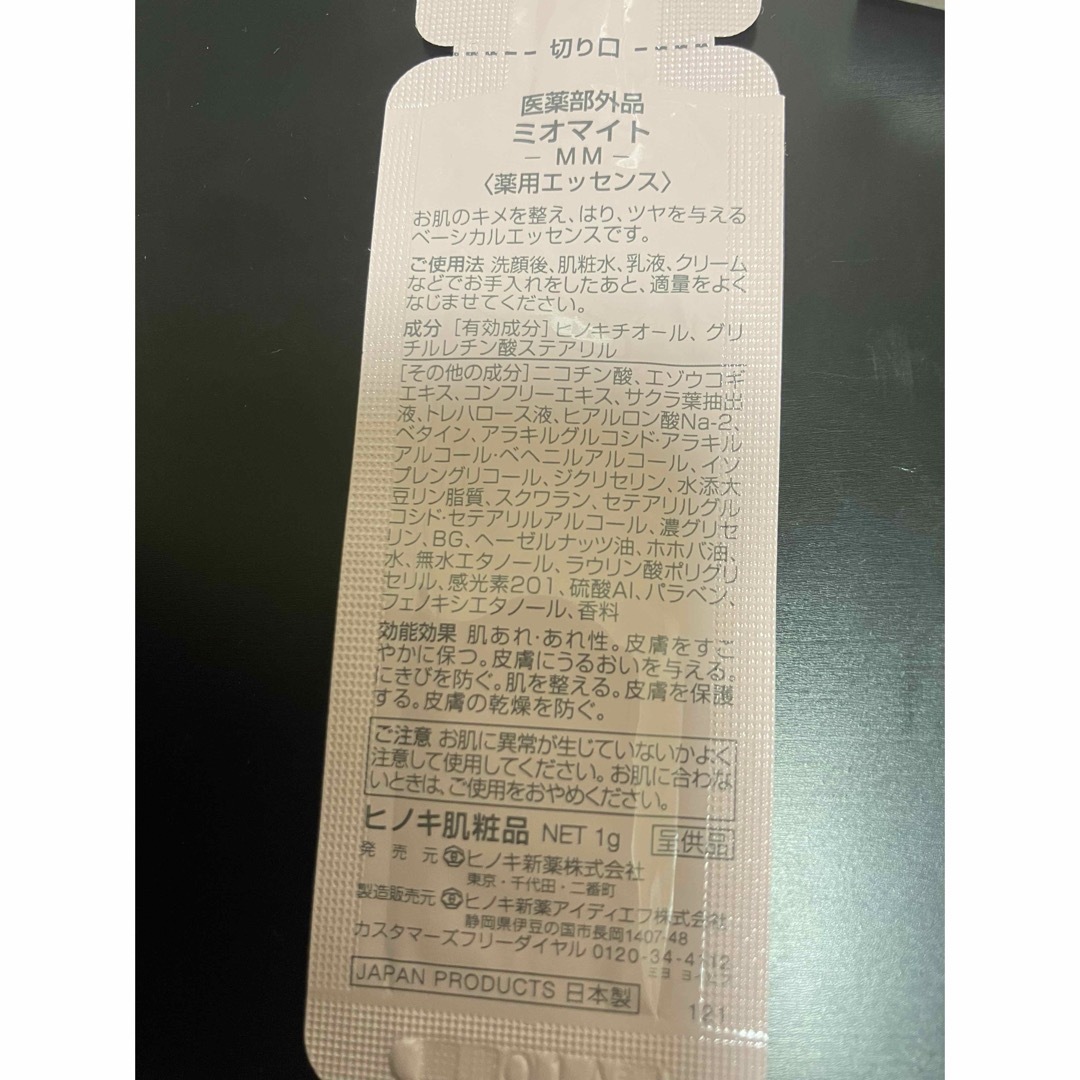 切り口
医薬部外品
ミオマイト
－ MM －
〈薬用エッセンス〉
お肌のキメを整え、はり、ツヤを与える
ベーシカルエッセンスです。
ご使用法 洗顔後、肌粧水、乳液、クリーム
などでお手入れをしたあと、適量をよく
なじませてください。
成分 [有効成分] ヒノキチオール、グリ
チルレチン酸ステアリル
[その他の成分] ニコチン酸、エゾウコギ
エキス、コンフリーエキス、サクラ葉抽出
液、トレハロース液、ヒアルロン酸Na-2、
ベタイン、アラキルグルコシド・アラキル
アルコール・ベヘニルアルコール、イソ
プレングリコール、ジグリセリン、水添大
豆リン脂質、スクワラン、セテアリルグル
コシド・セテアリルアルコール、濃グリセ
リン、BG、ヘーゼルナッツ油、ホホバ油、
水、無水エタノール、ラウリン酸ポリグリ
セリル、感光素201、硫酸Al、パラベン、
フェノキシエタノール、香料
効能効果 肌あれ・あれ性。皮膚をすこ
やかに保つ。皮膚にうるおいを与える。
にきびを防ぐ。肌を整える。皮膚を保護
する。皮膚の乾燥を防ぐ。
ご注意 お肌に異常が生じていないかよく
注意して使用してください。お肌に合わな
いときは、ご使用をおやめください。
ヒノキ肌粧品 NET 1g 呈供品
発売元 ヒノキ新薬株式会社
東京・千代田・二番町
製造販売元 ヒノキ新薬アイディエフ株式会社
静岡県伊豆の国市長岡1407-48
カスタマーズフリーダイヤル 0120-34-4112
JAPAN PRODUCTS 日本製
121